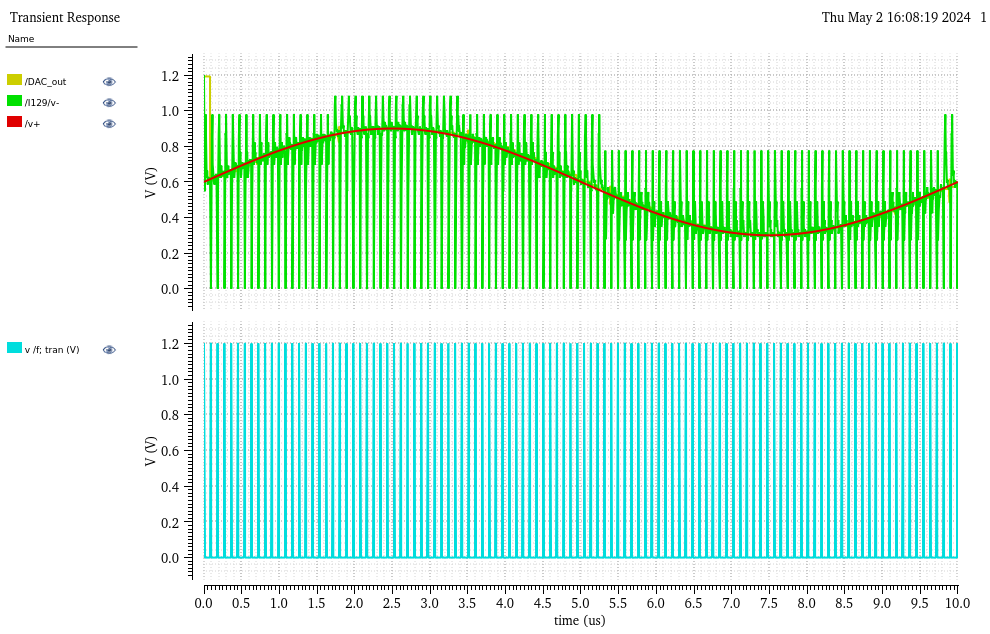 Transient Response
Thu May 2 16:08:19 2024 1
Name
/DAC_out
/I129/v-
/v+
V (V)
1.2
1.0
0.8
0.6
0.4
0.2
0.0
v /f; tran (V)
V (V)
1.2
1.0
0.8
0.6
0.4
0.2
0.0
0.0 0.5 1.0 1.5 2.0 2.5 3.0 3.5 4.0 4.5 5.0 5.5 6.0 6.5 7.0 7.5 8.0 8.5 9.0 9.5 10.0
time (us)